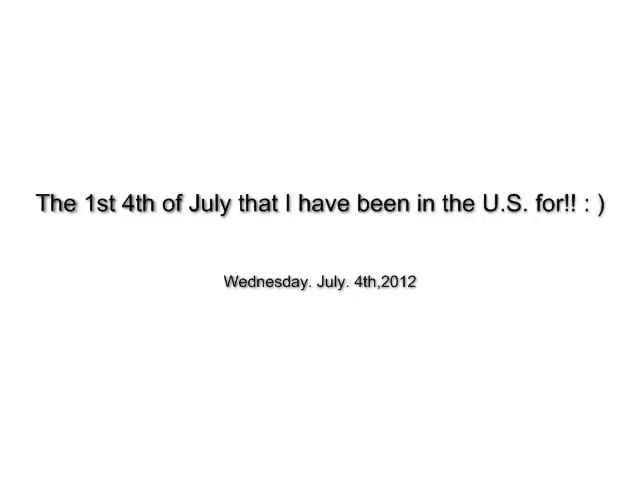 The 1st 4th of July that I have been in the U.S. for!! : )
Wednesday. July. 4th,2012